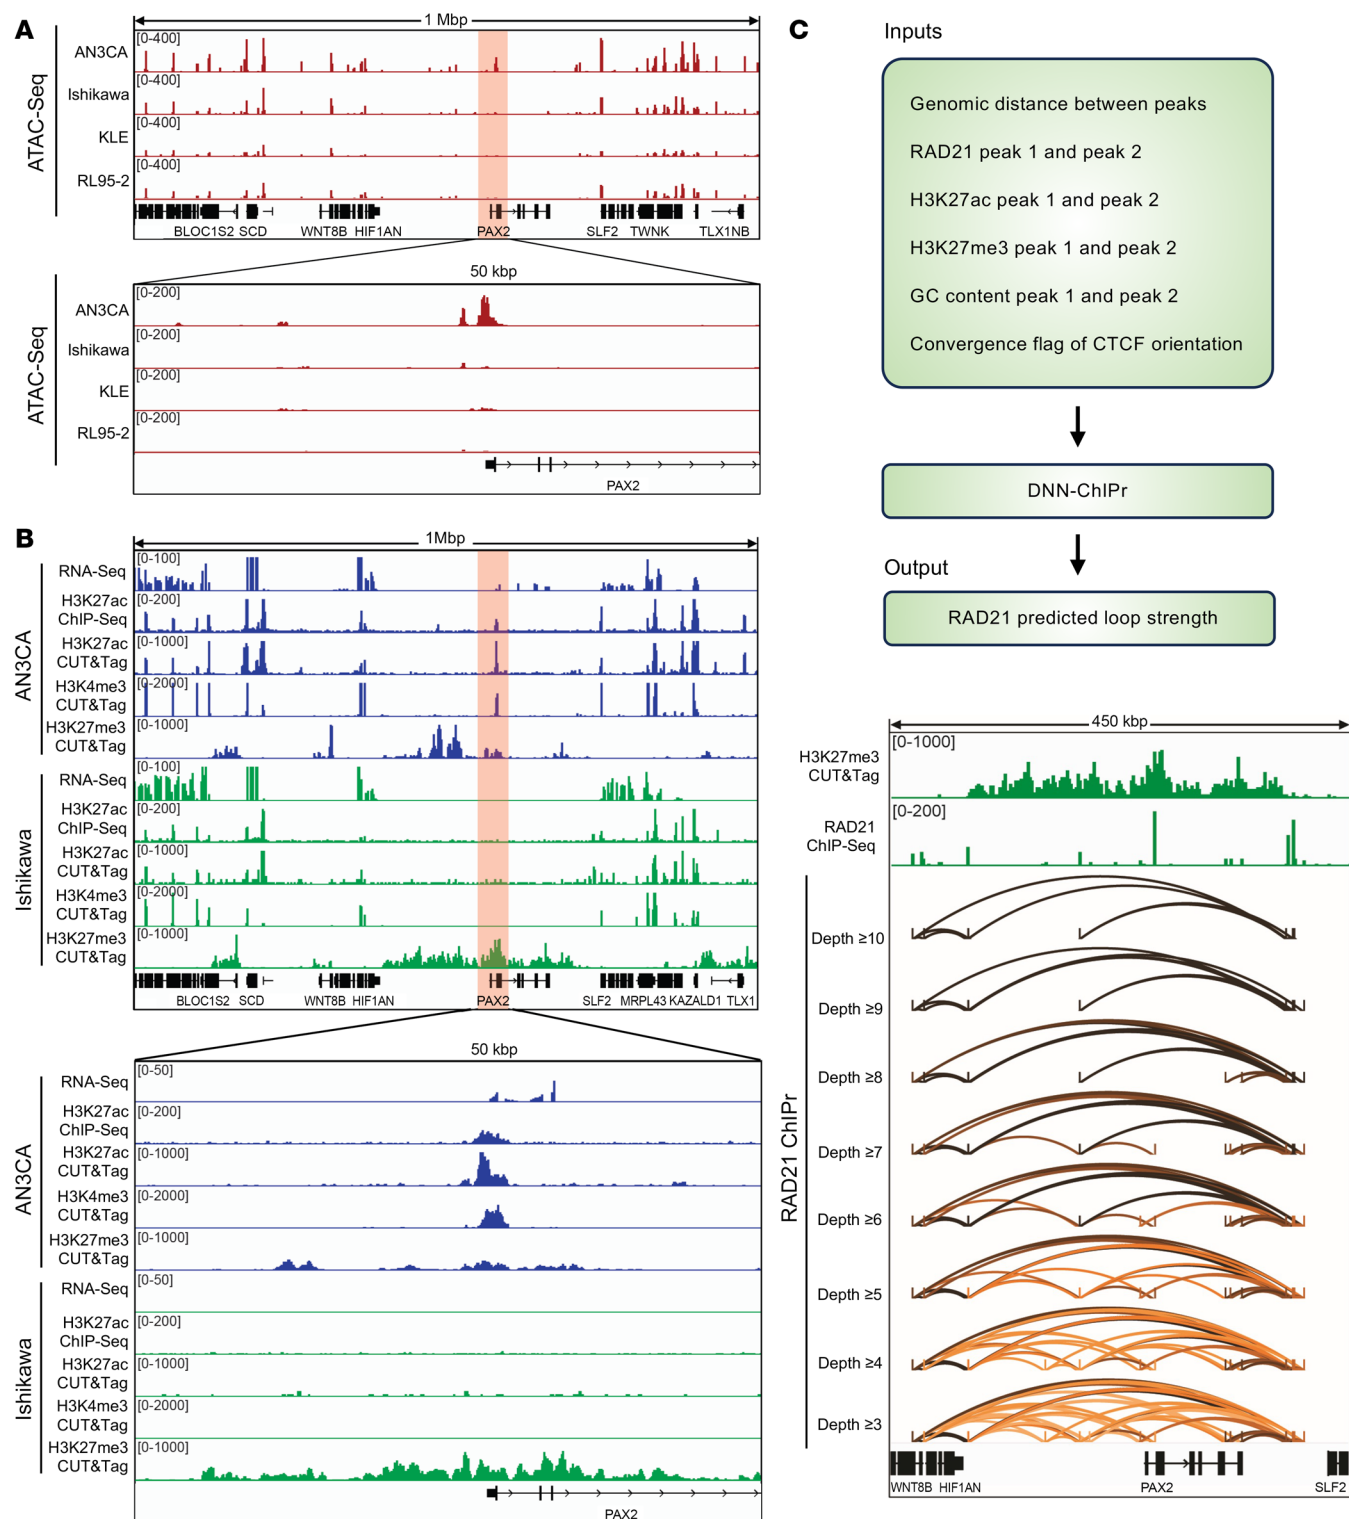 A
1 Mbp
ATAC-Seq
AN3CA
[0-400]
Ishikawa
[0-400]
KLE
[0-400]
RL95-2
[0-400]
BLOC1S2 SCD WNT8B HIF1AN PAX2 SLF2 TWNK TLX1NB
50 kbp
ATAC-Seq
AN3CA
[0-200]
Ishikawa
[0-200]
KLE
[0-200]
RL95-2
[0-200]
PAX2
B
1Mbp
AN3CA
RNA-Seq
[0-100]
H3K27ac
ChIP-Seq
[0-200]
H3K27ac
CUT&Tag
[0-1000]
H3K4me3
CUT&Tag
[0-2000]
H3K27me3
CUT&Tag
[0-1000]
Ishikawa
RNA-Seq
[0-100]
H3K27ac
ChIP-Seq
[0-200]
H3K27ac
CUT&Tag
[0-1000]
H3K4me3
CUT&Tag
[0-2000]
H3K27me3
CUT&Tag
[0-1000]
BLOC1S2 SCD WNT8B HIF1AN PAX2 SLF2 MRPL43 KAZALD1 TLX1
50 kbp
AN3CA
RNA-Seq
[0-50]
H3K27ac
ChIP-Seq
[0-200]
H3K27ac
CUT&Tag
[0-1000]
H3K4me3
CUT&Tag
[0-2000]
H3K27me3
CUT&Tag
[0-1000]
Ishikawa
RNA-Seq
[0-50]
H3K27ac
ChIP-Seq
[0-200]
H3K27ac
CUT&Tag
[0-1000]
H3K4me3
CUT&Tag
[0-2000]
H3K27me3
CUT&Tag
[0-1000]
PAX2
C
Inputs
Genomic distance between peaks
RAD21 peak 1 and peak 2
H3K27ac peak 1 and peak 2
H3K27me3 peak 1 and peak 2
GC content peak 1 and peak 2
Convergence flag of CTCF orientation
DNN-ChIPr
Output
RAD21 predicted loop strength
450 kbp
H3K27me3
CUT&Tag
[0-1000]
RAD21
ChIP-Seq
[0-200]
RAD21 ChIPr
Depth ≥10
Depth ≥9
Depth ≥8
Depth ≥7
Depth ≥6
Depth ≥5
Depth ≥4
Depth ≥3
WNT8B HIF1AN PAX2 SLF2